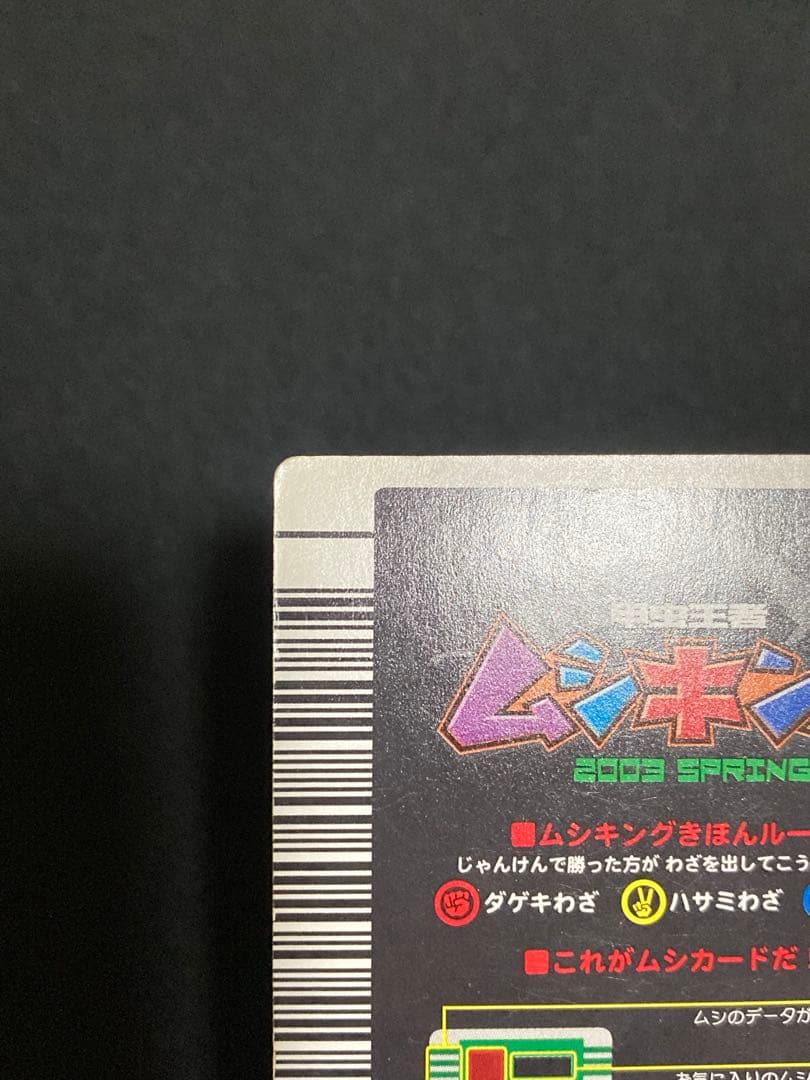 甲虫王者
ムシキン
2003 SPRING
■ムシキングきほんルー
じゃんけんで勝った方が わざを出してこう
ダゲキわざ ハサミわざ
■これがムシカードだ！
ムシのデータが
お気に入りのムシ